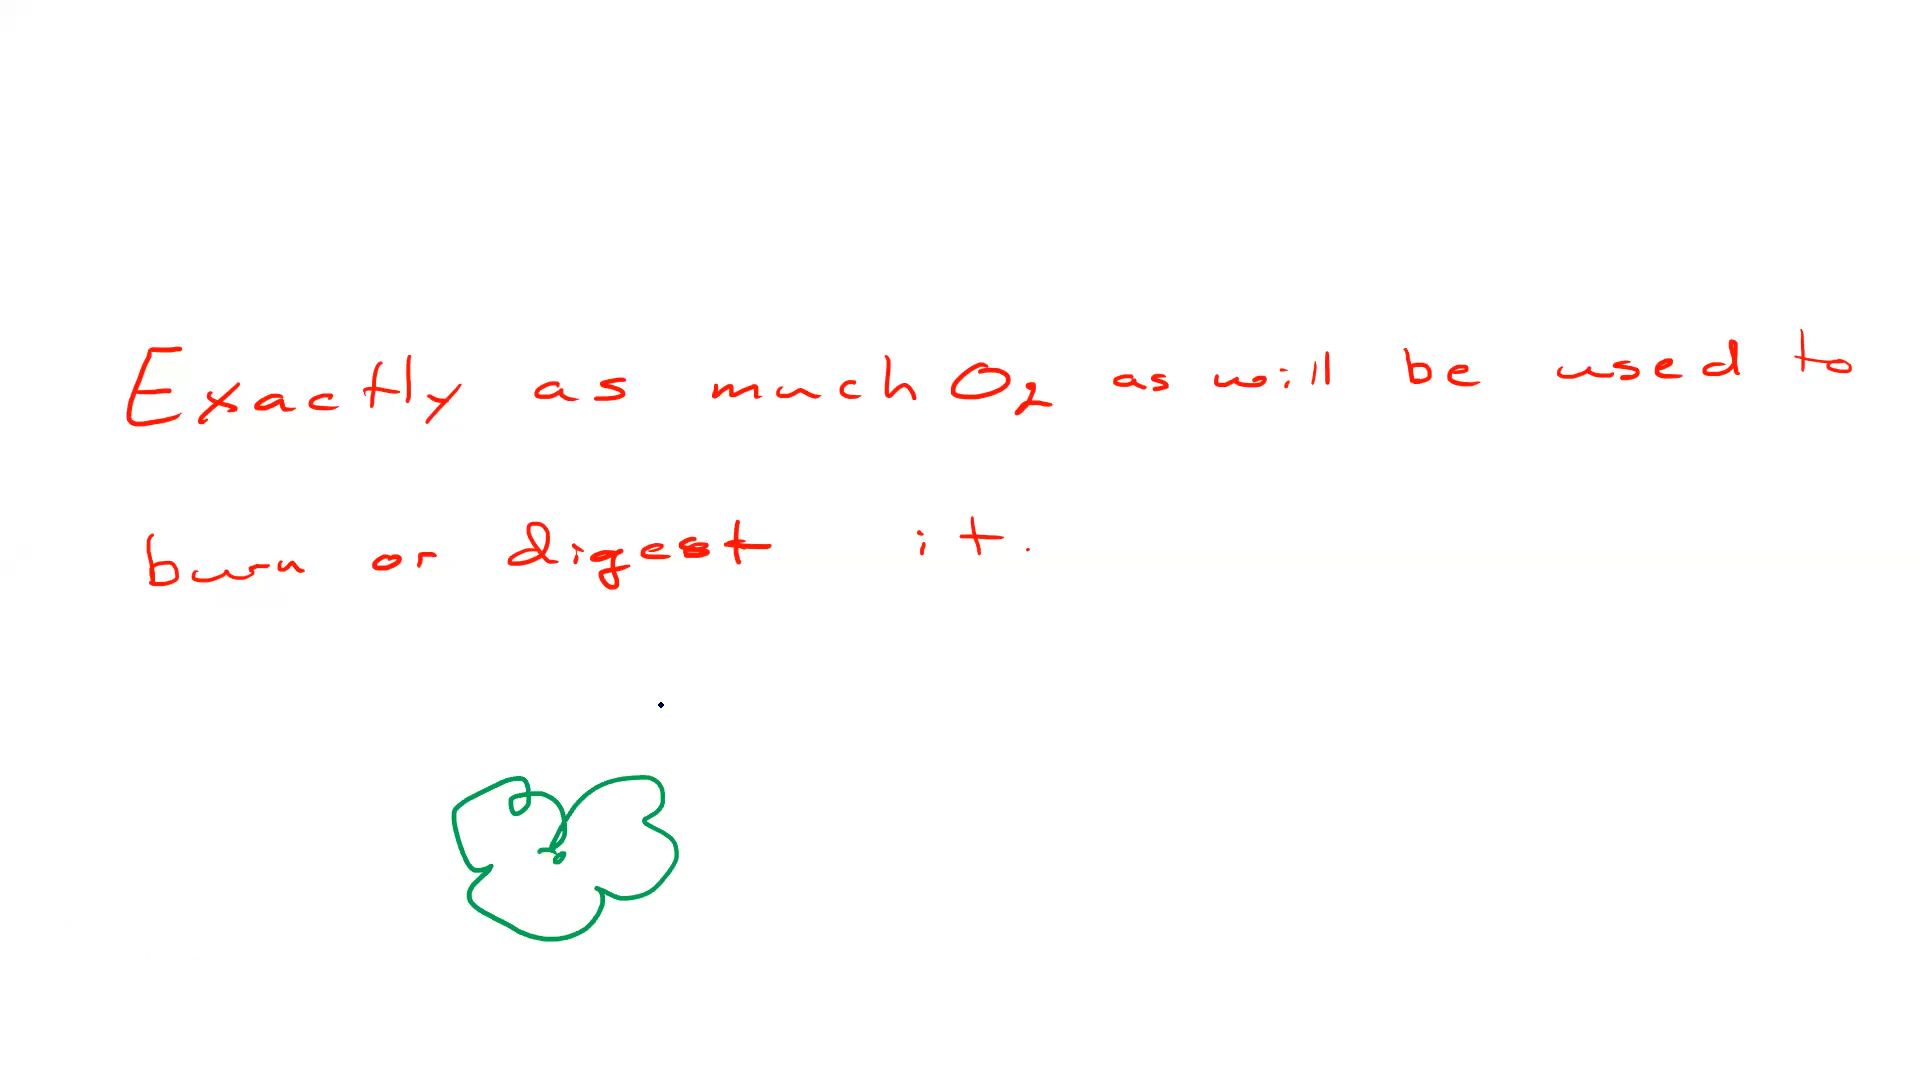 Exactly as much O₂ as will be used to
burn or digest it.